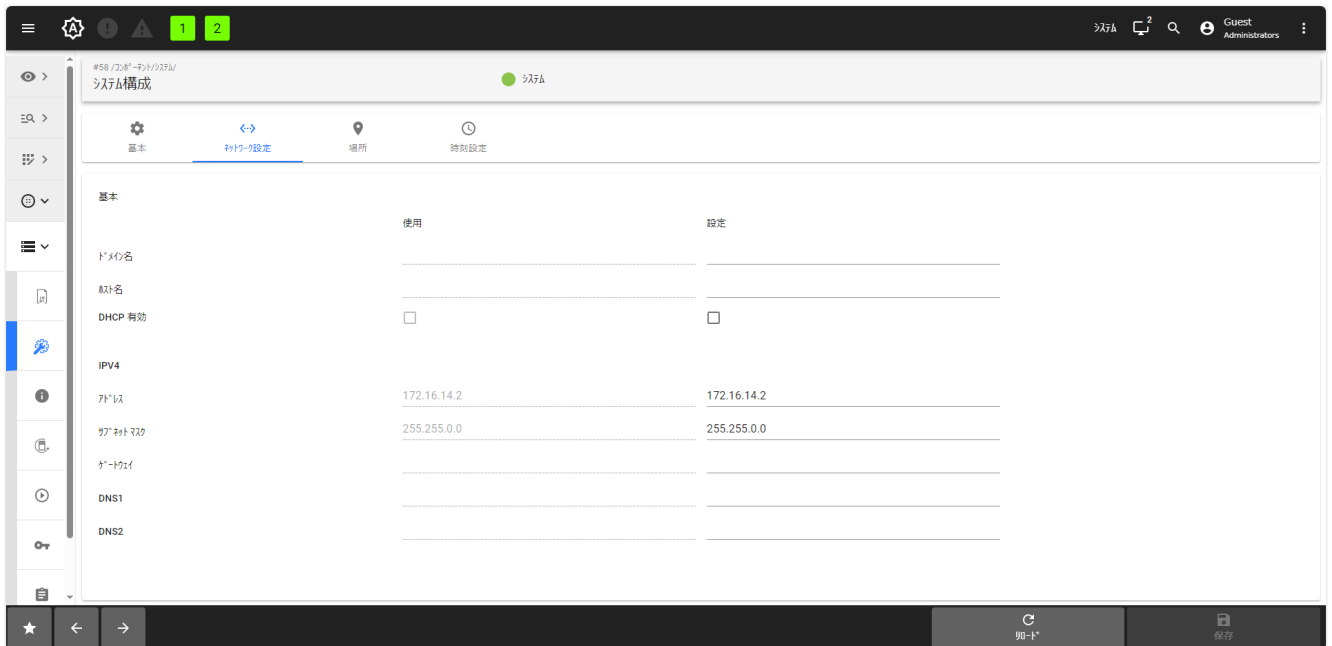 1 2 ｼｽﾃﾑ 2 Guest
Administrators
#58 /ｺﾝﾎﾟｰﾈﾝﾄ/ｼｽﾃﾑ/
ｼｽﾃﾑ構成 ｼｽﾃﾑ
基本 ﾈｯﾄﾜｰｸ設定 場所 時刻設定
基本
使用 設定
ﾄﾞﾒｲﾝ名
ﾎｽﾄ名
DHCP 有効
IPV4
ｱﾄﾞﾚｽ 172.16.14.2 172.16.14.2
ｻﾌﾞﾈｯﾄ ﾏｽｸ 255.255.0.0 255.255.0.0
ｹﾞｰﾄｳｪｲ
DNS1
DNS2
ﾘﾛｰﾄﾞ 保存